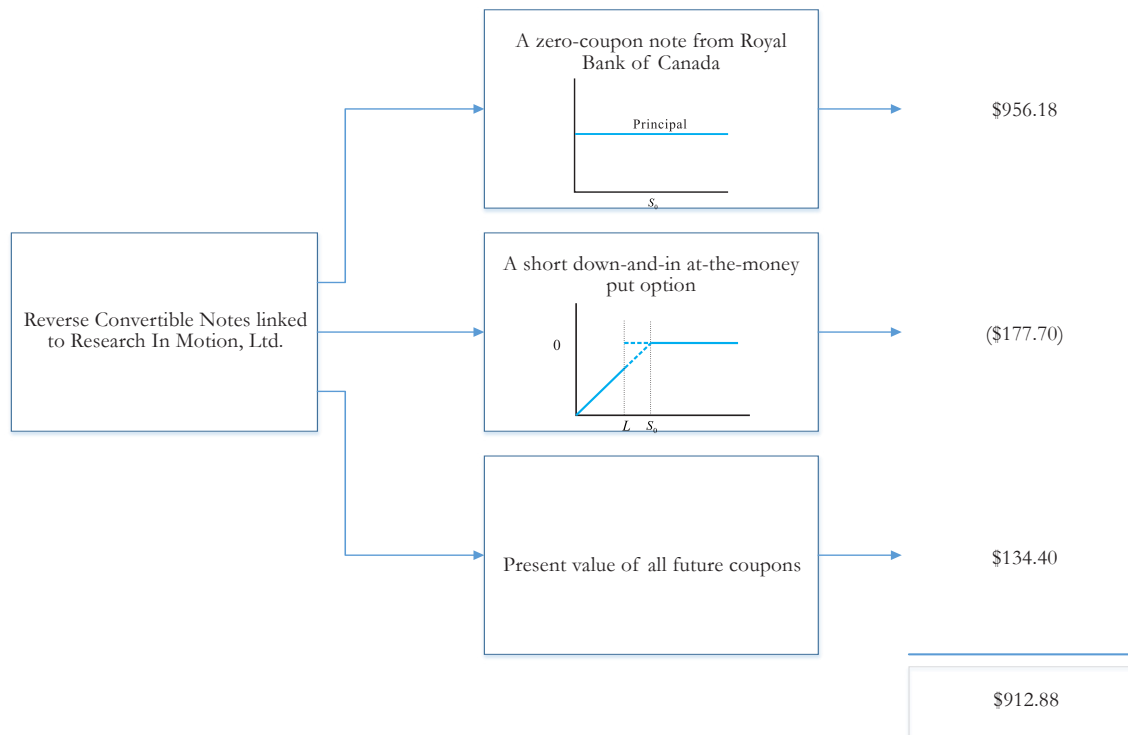 A zero-coupon note from Royal
Bank of Canada
Principal
S₀
$956.18
Reverse Convertible Notes linked
to Research In Motion, Ltd.
A short down-and-in at-the-money
put option
0
L S₀
($177.70)
Present value of all future coupons
$134.40
$912.88